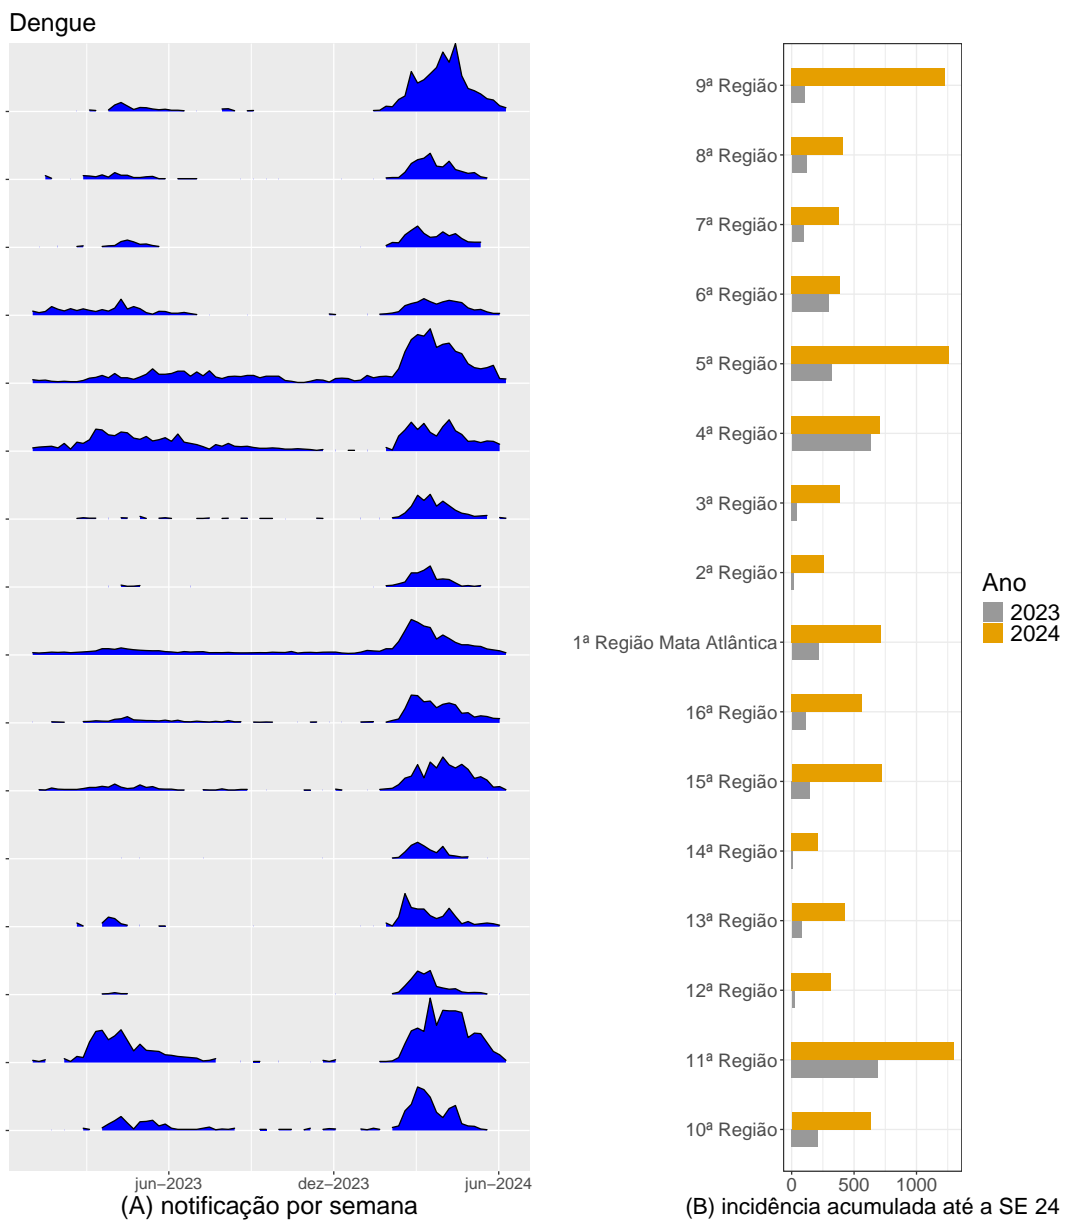 Dengue
9ª Região
8ª Região
7ª Região
6ª Região
5ª Região
4ª Região
3ª Região
2ª Região
1ª Região Mata Atlântica
16ª Região
15ª Região
14ª Região
13ª Região
12ª Região
11ª Região
10ª Região
Ano
2023
2024
jun–2023 dez–2023 jun–2024
(A) notificação por semana
0 500 1000
(B) incidência acumulada até a SE 24